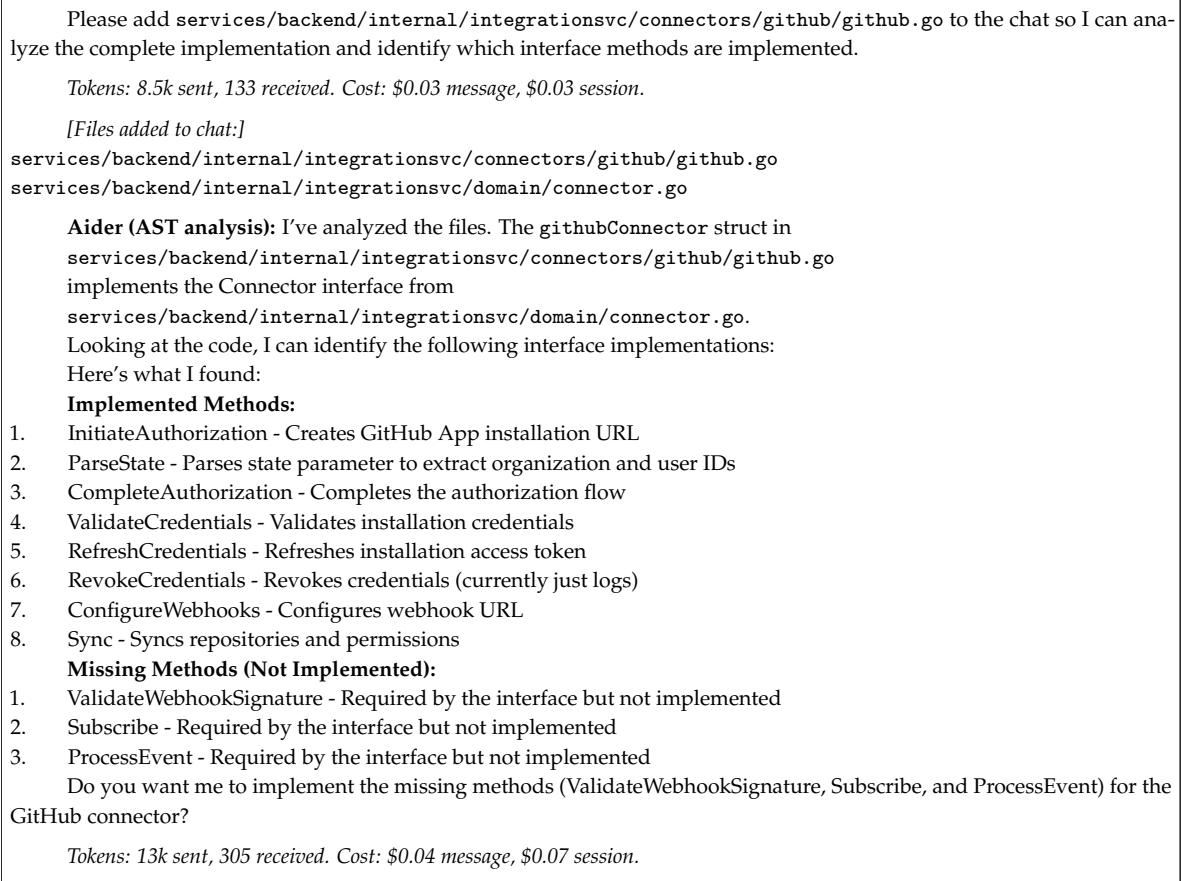 Please add services/backend/internal/integrationsvc/connectors/github/github.go to the chat so I can ana-
lyze the complete implementation and identify which interface methods are implemented.
Tokens: 8.5k sent, 133 received. Cost: $0.03 message, $0.03 session.
[Files added to chat:]
services/backend/internal/integrationsvc/connectors/github/github.go
services/backend/internal/integrationsvc/domain/connector.go
Aider (AST analysis): I've analyzed the files. The githubConnector struct in
services/backend/internal/integrationsvc/connectors/github/github.go
implements the Connector interface from
services/backend/internal/integrationsvc/domain/connector.go.
Looking at the code, I can identify the following interface implementations:
Here's what I found:
Implemented Methods:
1. InitiateAuthorization - Creates GitHub App installation URL
2. ParseState - Parses state parameter to extract organization and user IDs
3. CompleteAuthorization - Completes the authorization flow
4. ValidateCredentials - Validates installation credentials
5. RefreshCredentials - Refreshes installation access token
6. RevokeCredentials - Revokes credentials (currently just logs)
7. ConfigureWebhooks - Configures webhook URL
8. Sync - Syncs repositories and permissions
Missing Methods (Not Implemented):
1. ValidateWebhookSignature - Required by the interface but not implemented
2. Subscribe - Required by the interface but not implemented
3. ProcessEvent - Required by the interface but not implemented
Do you want me to implement the missing methods (ValidateWebhookSignature, Subscribe, and ProcessEvent) for the
GitHub connector?
Tokens: 13k sent, 305 received. Cost: $0.04 message, $0.07 session.